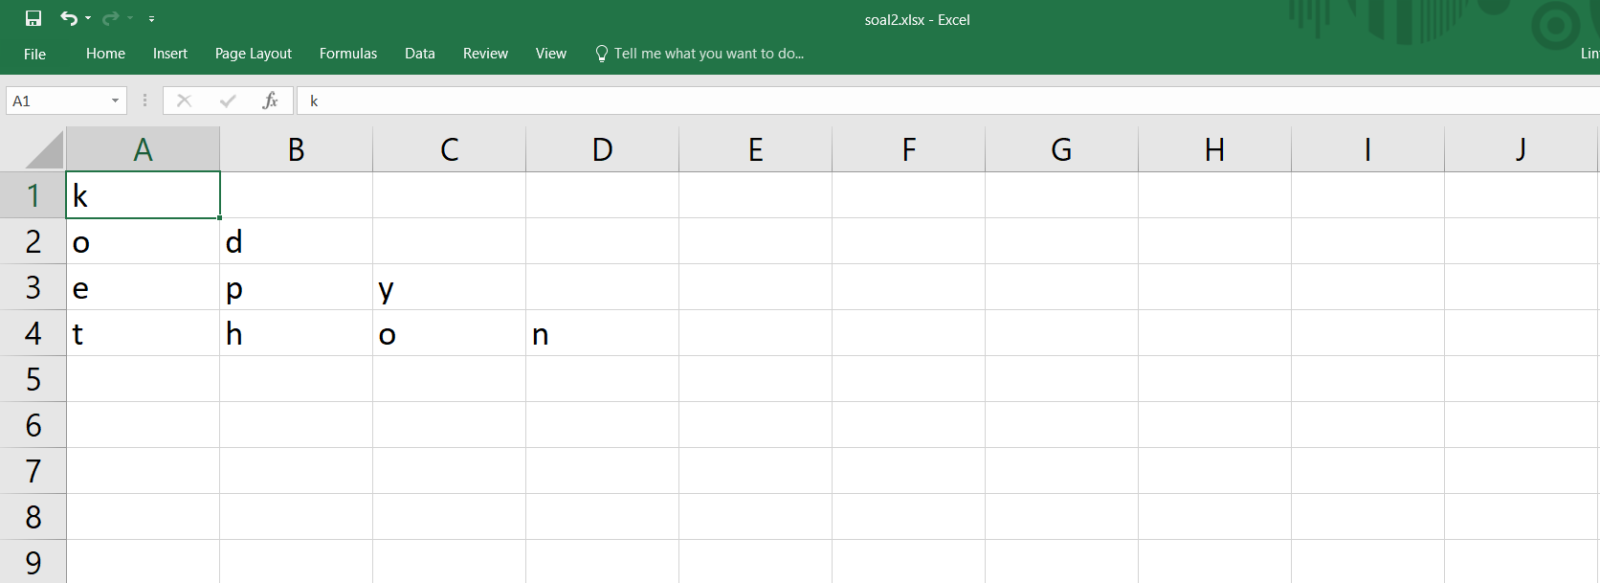 soal2.xlsx - Excel
File Home Insert Page Layout Formulas Data Review View Tell me what you want to do...
A1 fx k
A B C D E F G H I J
1 k
2 o d
3 e p y
4 t h o n
5
6
7
8
9